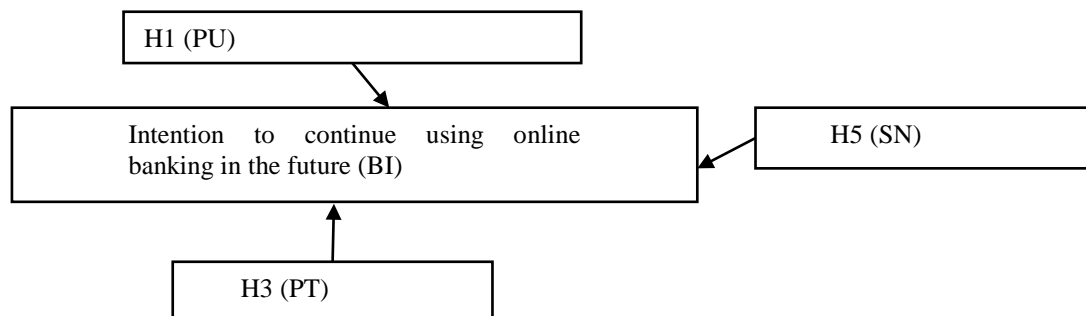 H1 (PU)
Intention to continue using online
banking in the future (BI)
H5 (SN)
H3 (PT)